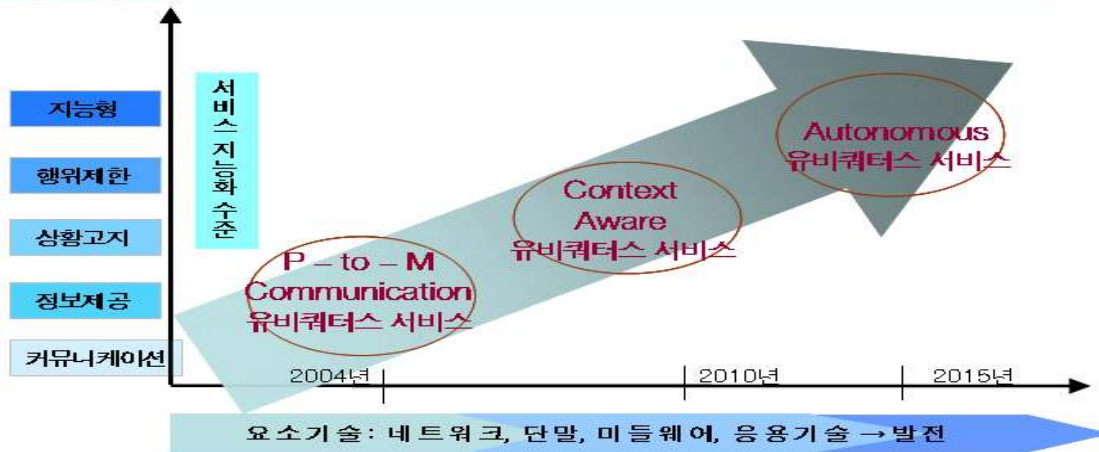 서비스 지능화 수준
지능형
행위제한
상황고지
정보제공
커뮤니케이션
Autonomous
유비쿼터스 서비스
Context
Aware
유비쿼터스 서비스
P – to – M
Communication
유비쿼터스 서비스
2004년
2010년
2015년
요소기술: 네트워크, 단말, 미들웨어, 응용기술 → 발전